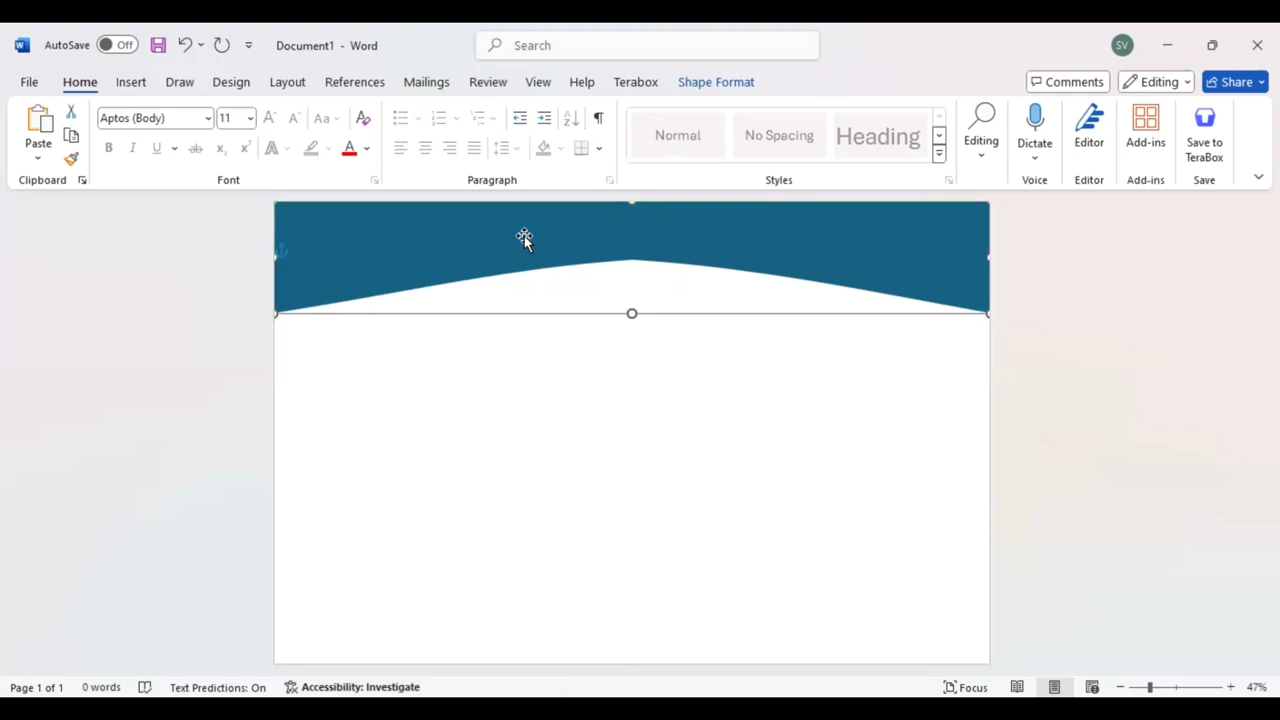 AutoSave Off Document1 - Word Search SV
File Home Insert Draw Design Layout References Mailings Review View Help Terabox Shape Format Comments Editing Share
Paste Aptos (Body) 11 Aa Normal No Spacing Heading Editing Dictate Editor Add-ins Save to TeraBox
Clipboard Font Paragraph Styles Voice Editor Add-ins Save
Page 1 of 1 0 words Text Predictions: On Accessibility: Investigate Focus 47%